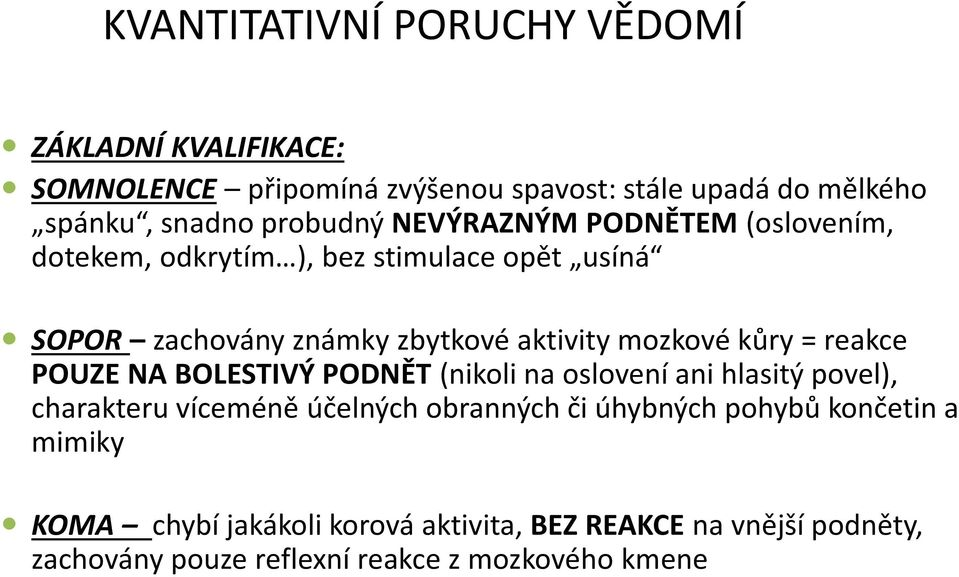 KVANTITATIVNÍ PORUCHY VĚDOMÍ
• ZÁKLADNÍ KVALIFIKACE:
• SOMNOLENCE – připomíná zvýšenou spavost: stále upadá do mělkého
„spánku“, snadno probudný NEVÝRAZNÝM PODNĚTEM (oslovením,
dotekem, odkrytím…), bez stimulace opět „usíná“
• SOPOR – zachovány známky zbytkové aktivity mozkové kůry = reakce
POUZE NA BOLESTIVÝ PODNĚT (nikoli na oslovení ani hlasitý povel),
charakteru víceméně účelných obranných či úhybných pohybů končetin a
mimiky
• KOMA – chybí jakákoli korová aktivita, BEZ REAKCE na vnější podněty,
zachovány pouze reflexní reakce z mozkového kmene